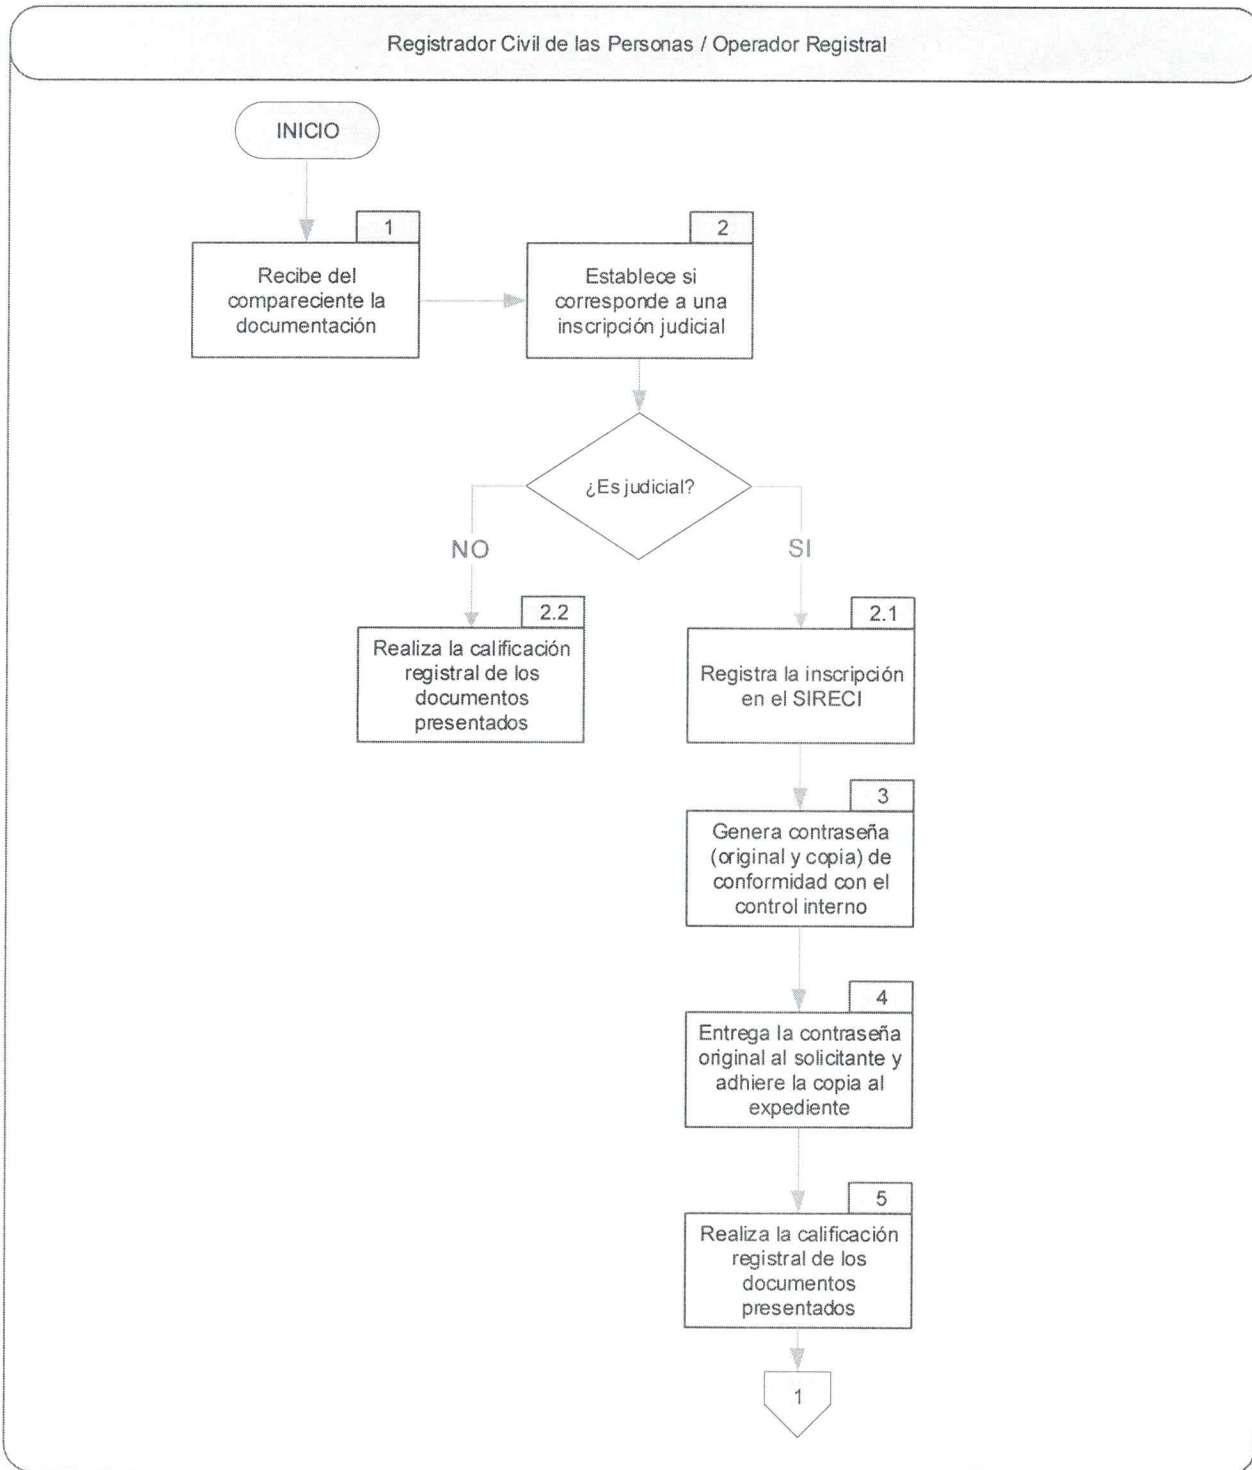 Registrador Civil de las Personas / Operador Registral
INICIO
1
Recibe del
compareciente la
documentación
2
Establece si
corresponde a una
inscripción judicial
¿Es judicial?
NO
SI
2.2
Realiza la calificación
registral de los
documentos
presentados
2.1
Registra la inscripción
en el SIRECI
3
Genera contraseña
(original y copia) de
conformidad con el
control interno
4
Entrega la contraseña
original al solicitante y
adhiere la copia al
expediente
5
Realiza la calificación
registral de los
documentos
presentados
1